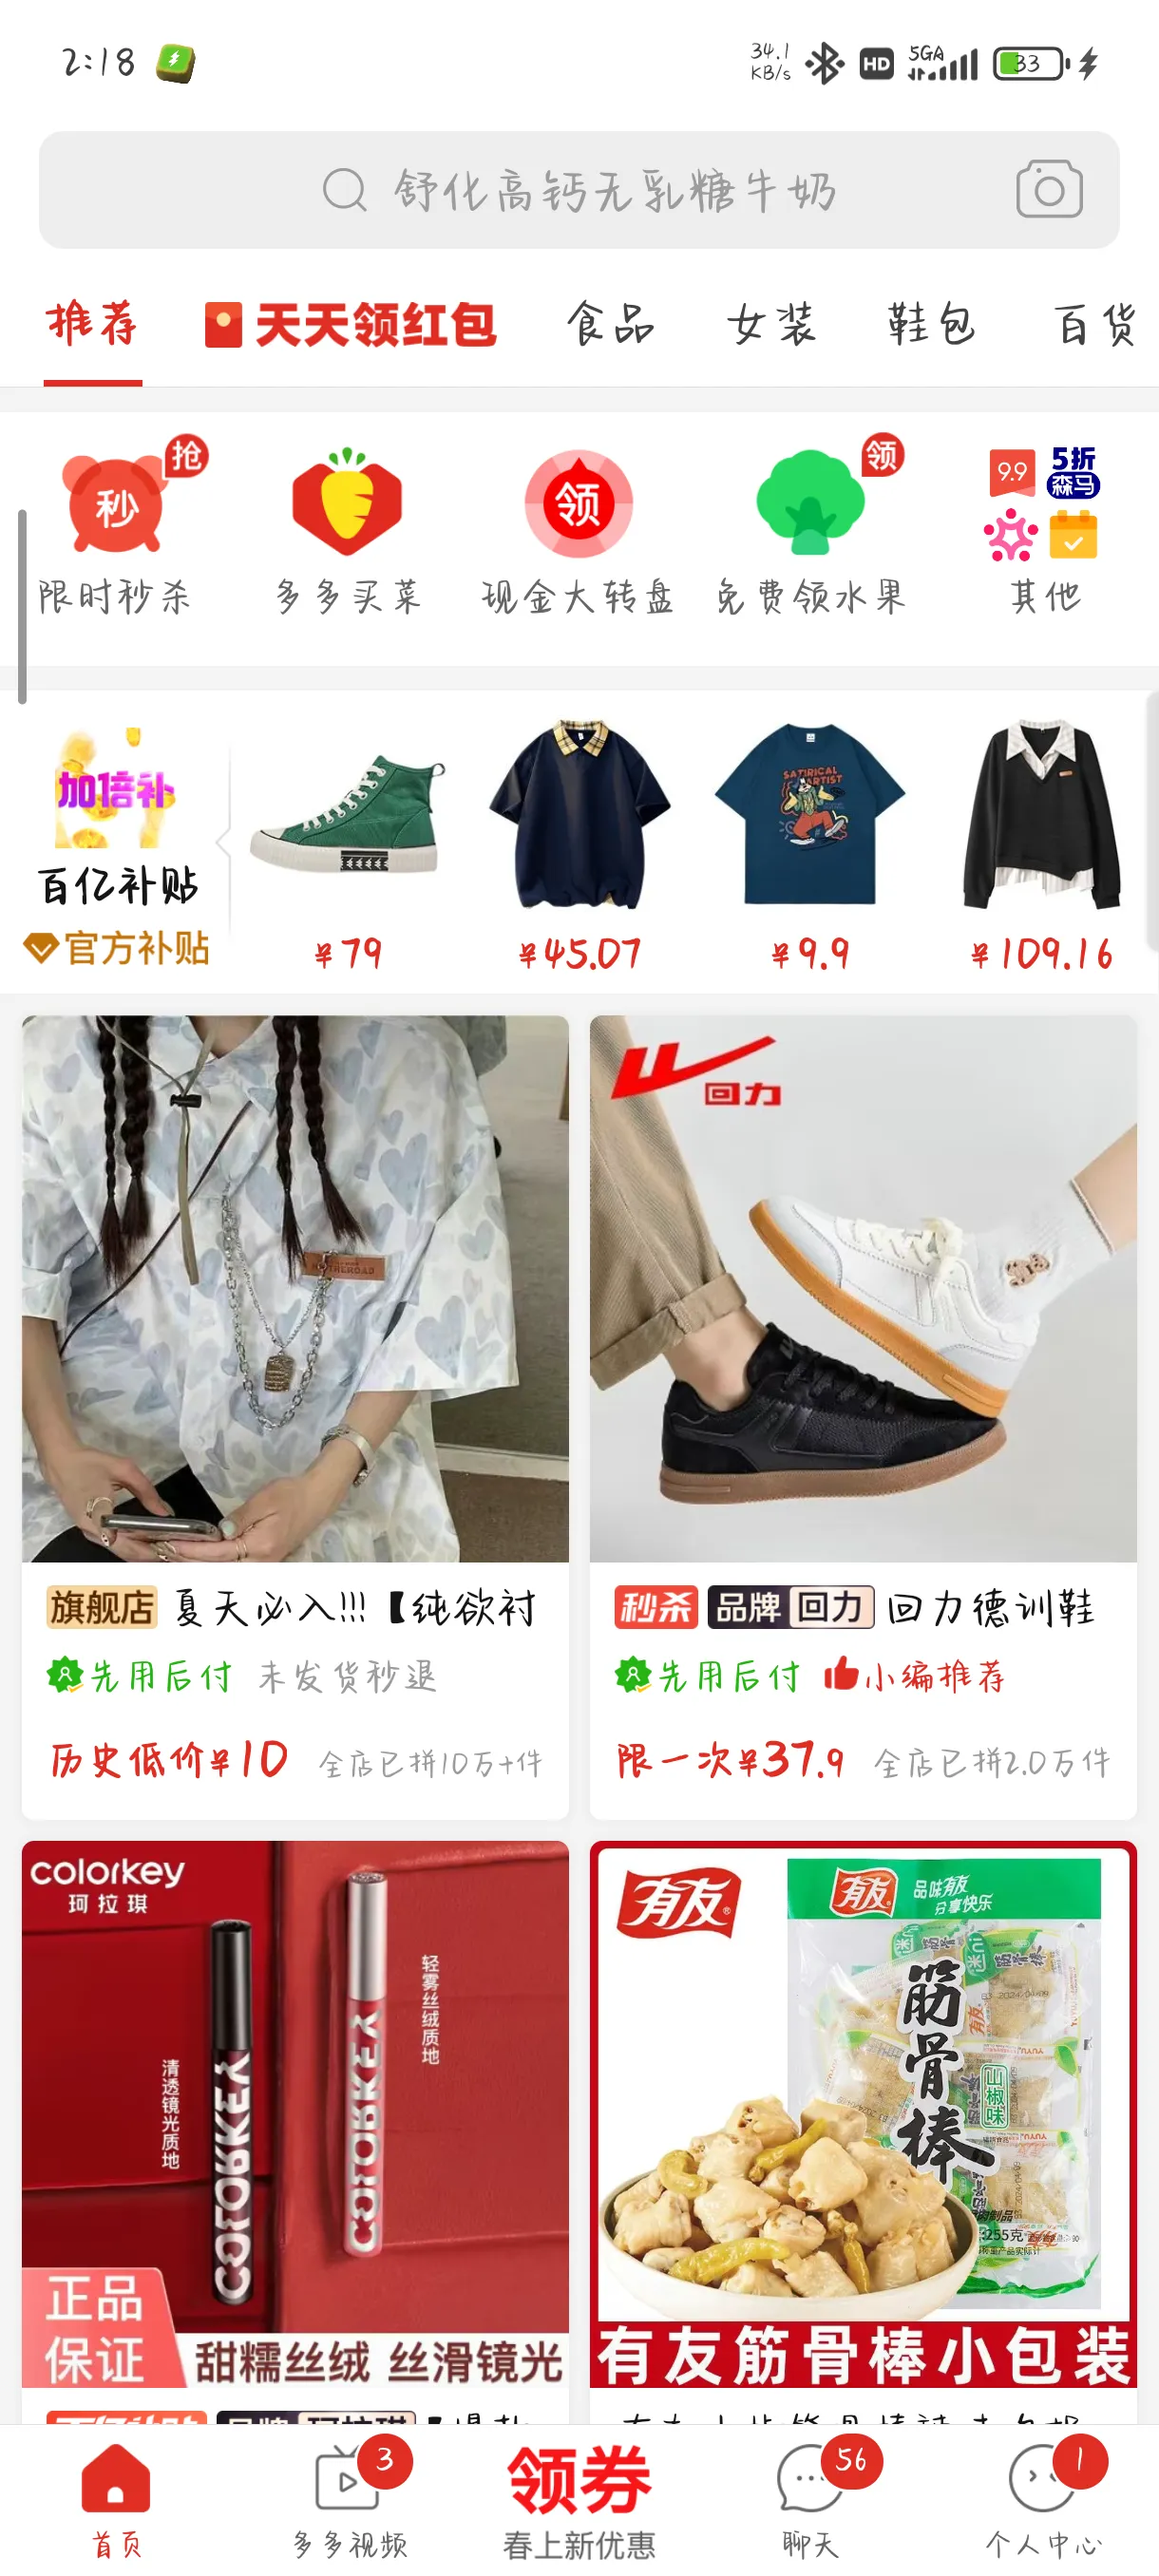 2:18
34.1 KB/s HD 5GA 33
舒化高钙无乳糖牛奶
推荐 天天领红包 食品 女装 鞋包 百货
秒 抢 领 领 9.9 5折 森马
限时秒杀 多多买菜 现金大转盘 免费领水果 其他
加倍补
百亿补贴
官方补贴
¥79 ¥45.07 ¥9.9 ¥109.16
SATIRICAL
ARTIST
回力
旗舰店 夏天必入!!!【纯欲衬
先用后付 未发货秒退
历史低价¥10 全店已拼10万+件
秒杀 品牌 回力 回力德训鞋
先用后付 小编推荐
限一次¥37.9 全店已拼2.0万件
colorkey
珂拉琪
轻雾丝绒质地
清透镜光质地
COLORKEY
COLORKEY
正品
保证
甜糯丝绒 丝滑镜光
有友
有友 品味有友
分享快乐
筋骨棒
山椒味
255克
有友筋骨棒小包装
3 领券 56 1
首页 多多视频 春上新优惠 聊天 个人中心